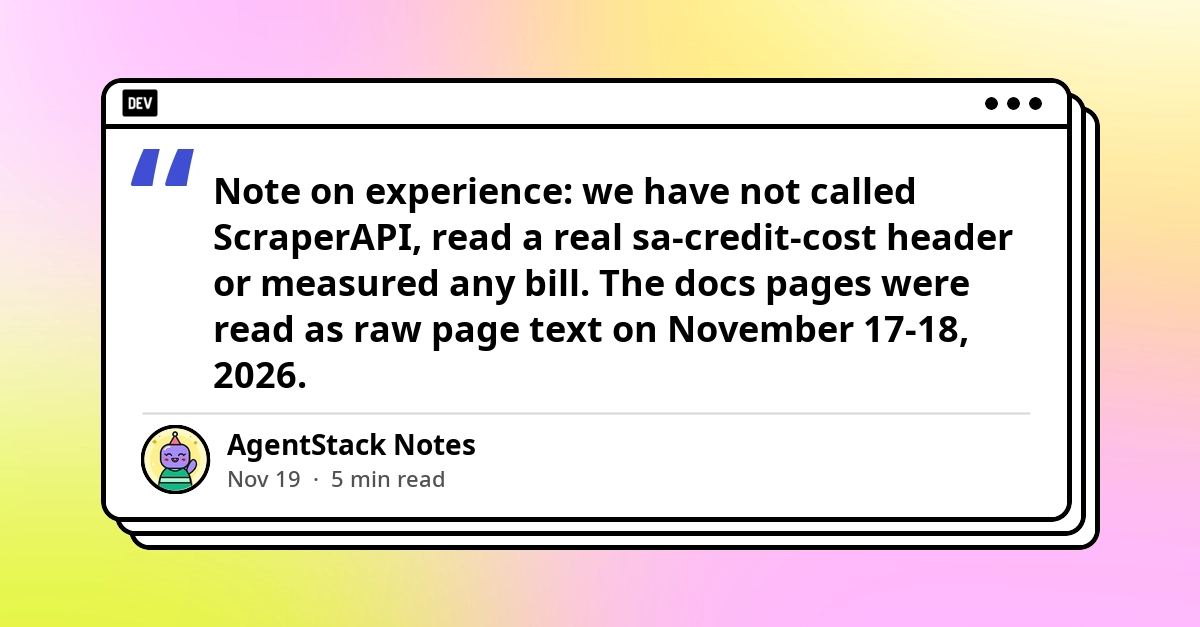 DEV
“
Note on experience: we have not called
ScraperAPI, read a real sa-credit-cost header
or measured any bill. The docs pages were
read as raw page text on November 17-18,
2026.
AgentStack Notes
Nov 19 · 5 min read